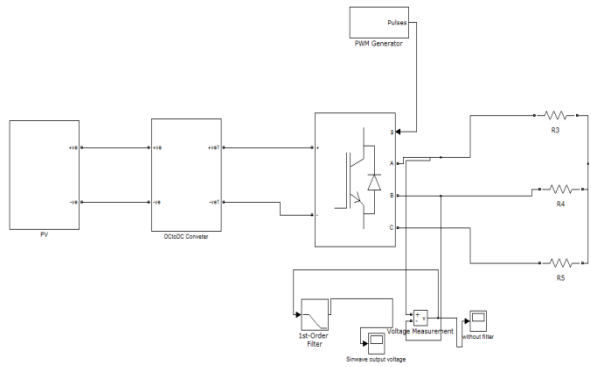 Pulses
PWM Generator
+ve
-ve
PV
+ve
-ve
+ve1
-ve1
DCtoDC Conveter
g
+
-
A
B
C
R3
R4
R5
1st-Order
Filter
+
-
v
Voltage Measurement
without filter
Sinwave output voltage